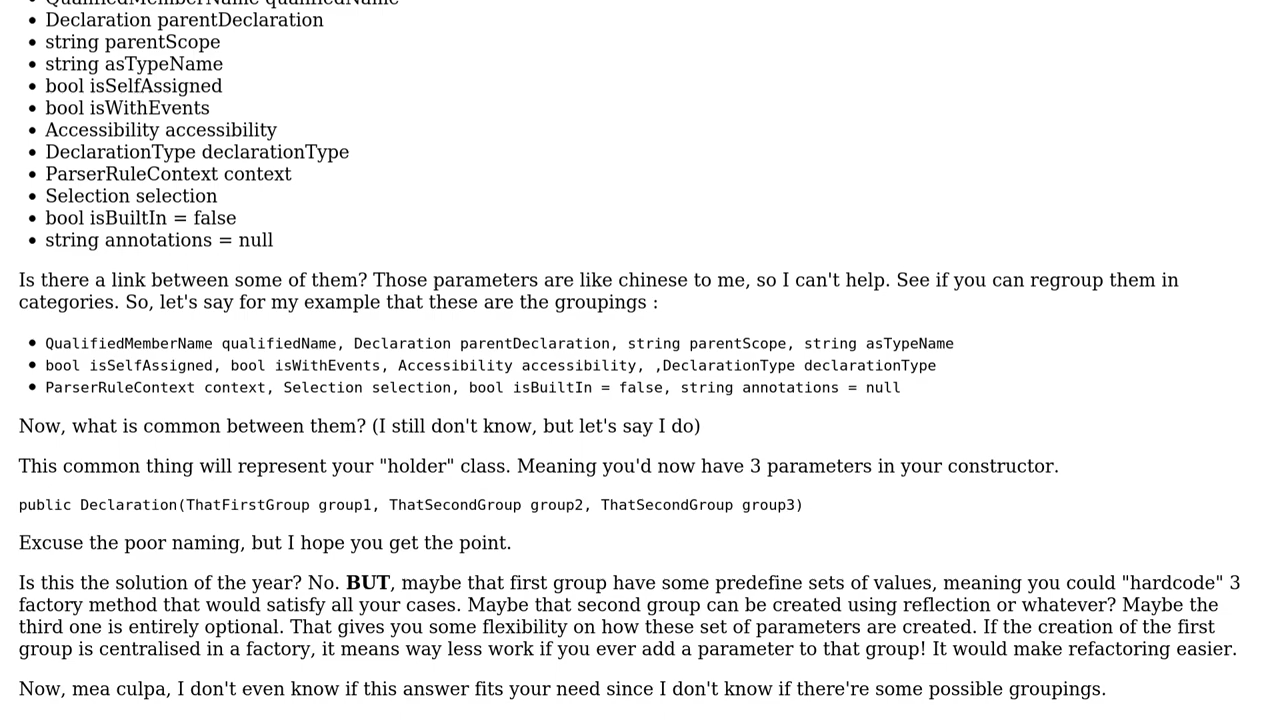 QualifiedMemberName qualifiedName
Declaration parentDeclaration
string parentScope
string asTypeName
bool isSelfAssigned
bool isWithEvents
Accessibility accessibility
DeclarationType declarationType
ParserRuleContext context
Selection selection
bool isBuiltIn = false
string annotations = null
Is there a link between some of them? Those parameters are like chinese to me, so I can't help. See if you can regroup them in
categories. So, let's say for my example that these are the groupings :
QualifiedMemberName qualifiedName, Declaration parentDeclaration, string parentScope, string asTypeName
bool isSelfAssigned, bool isWithEvents, Accessibility accessibility, ,DeclarationType declarationType
ParserRuleContext context, Selection selection, bool isBuiltIn = false, string annotations = null
Now, what is common between them? (I still don't know, but let's say I do)
This common thing will represent your "holder" class. Meaning you'd now have 3 parameters in your constructor.
public Declaration(ThatFirstGroup group1, ThatSecondGroup group2, ThatSecondGroup group3)
Excuse the poor naming, but I hope you get the point.
Is this the solution of the year? No. BUT, maybe that first group have some predefine sets of values, meaning you could "hardcode" 3
factory method that would satisfy all your cases. Maybe that second group can be created using reflection or whatever? Maybe the
third one is entirely optional. That gives you some flexibility on how these set of parameters are created. If the creation of the first
group is centralised in a factory, it means way less work if you ever add a parameter to that group! It would make refactoring easier.
Now, mea culpa, I don't even know if this answer fits your need since I don't know if there're some possible groupings.